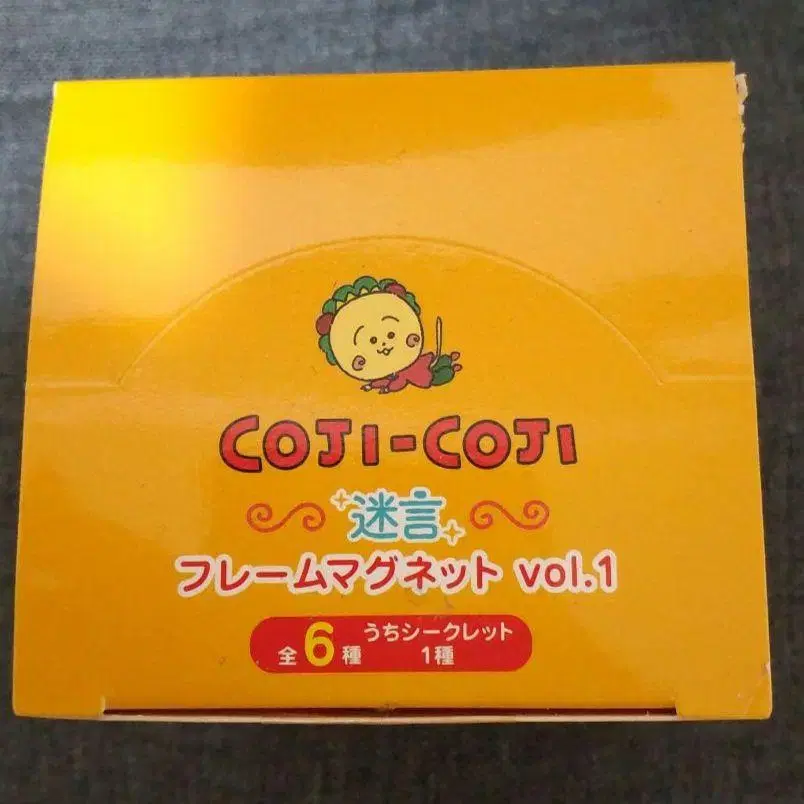 COJI-COJI
迷言
フレームマグネット vol.1
全6種 うちシークレット
1種